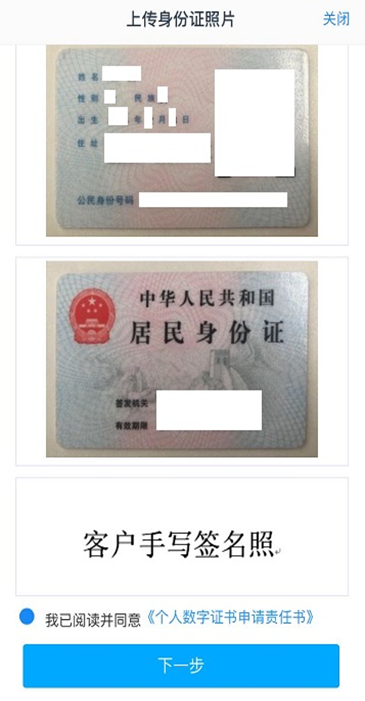 上传身份证照片 关闭
姓名
性别 民族
出生 年 月 日
住址
公民身份号码
中华人民共和国
居民身份证
签发机关
有效期限
客户手写签名照
我已阅读并同意《个人数字证书申请责任书》
下一步